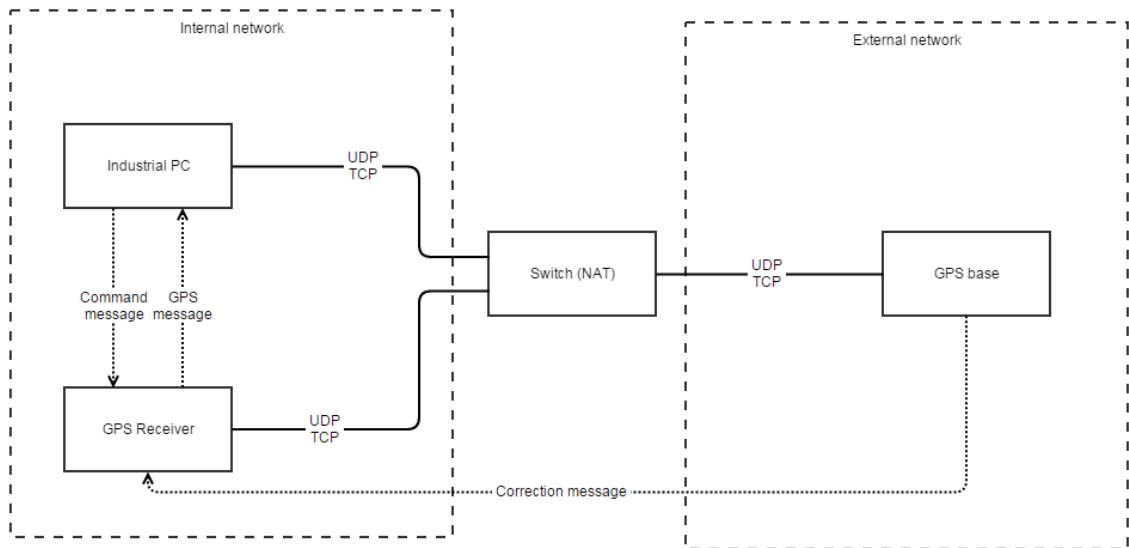 Internal network
External network
Industrial PC
UDP
TCP
Switch (NAT)
UDP
TCP
GPS base
Command
message
GPS
message
GPS Receiver
UDP
TCP
Correction message